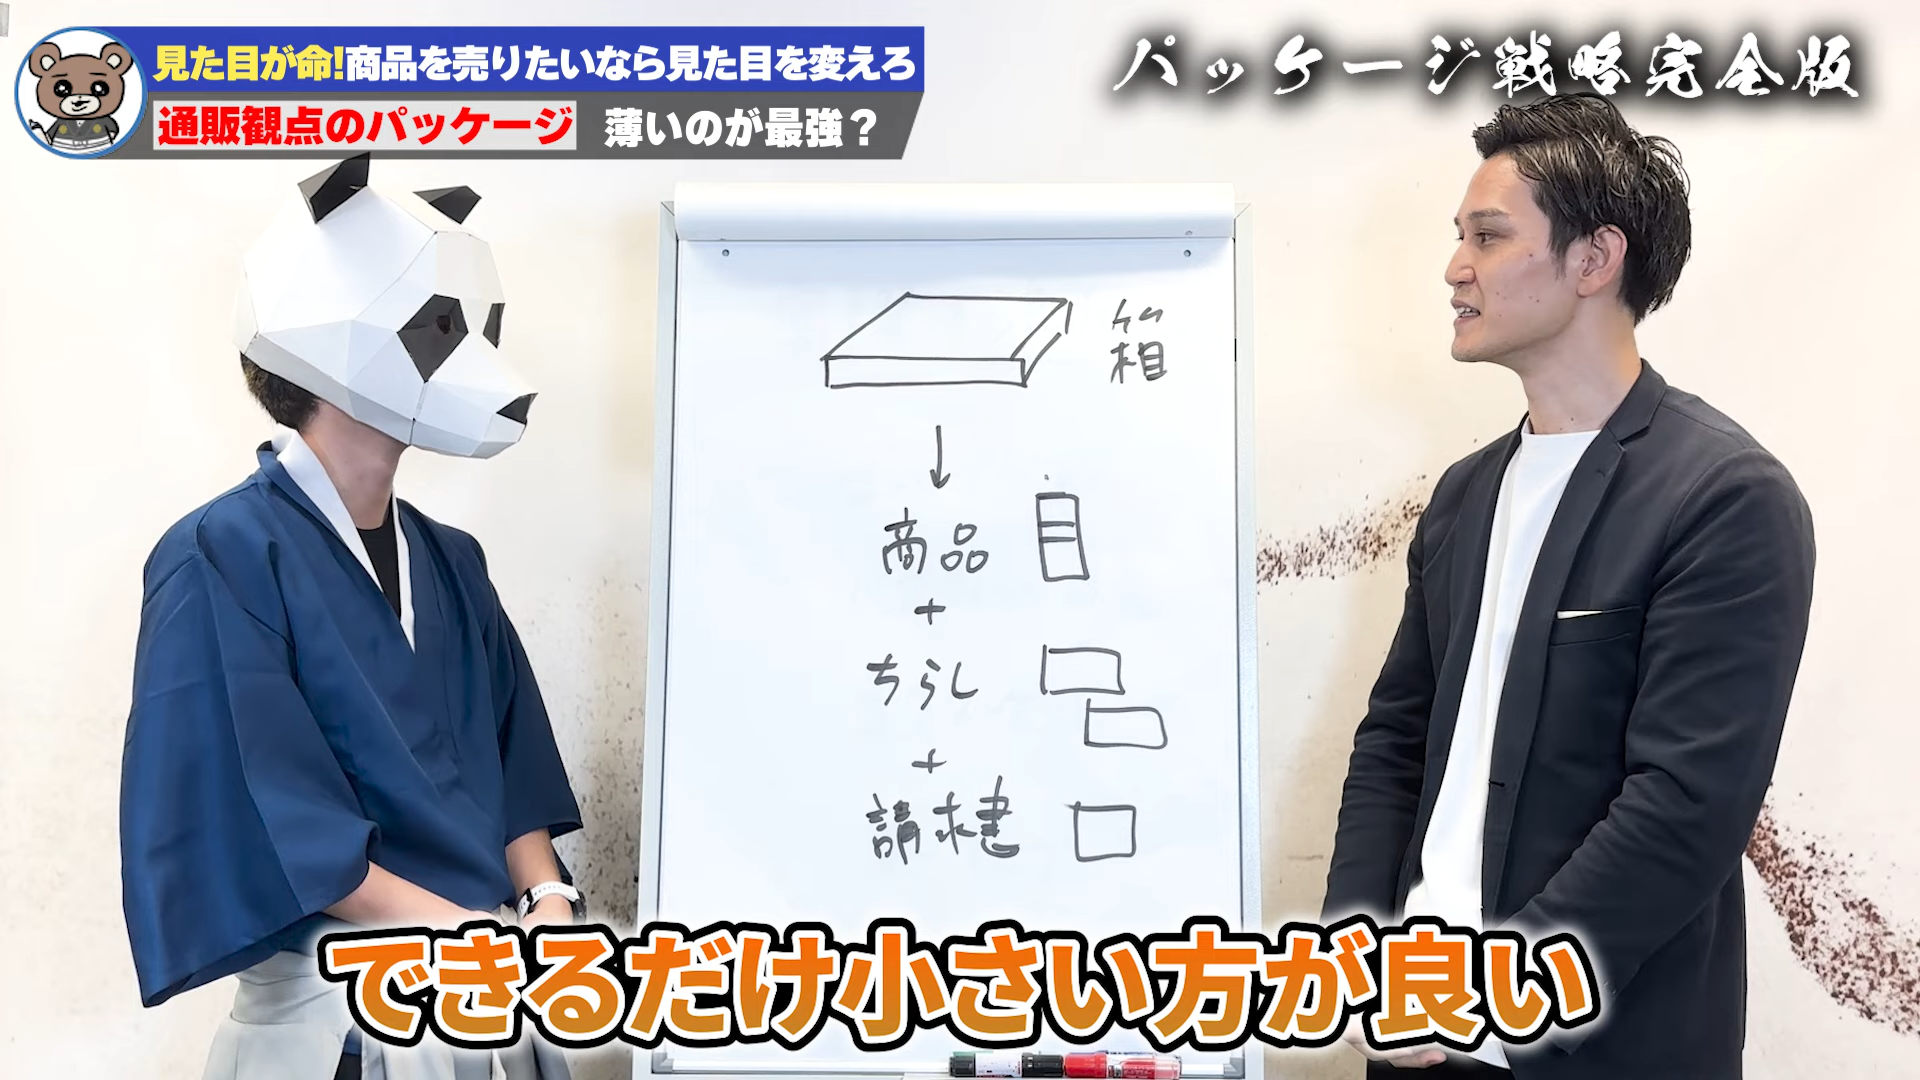 見た目が命!商品を売りたいなら見た目を変えろ
通販観点のパッケージ 薄いのが最強？
パッケージ戦略完全版
箱
商品
+
ちらし
+
請求書
できるだけ小さい方が良い